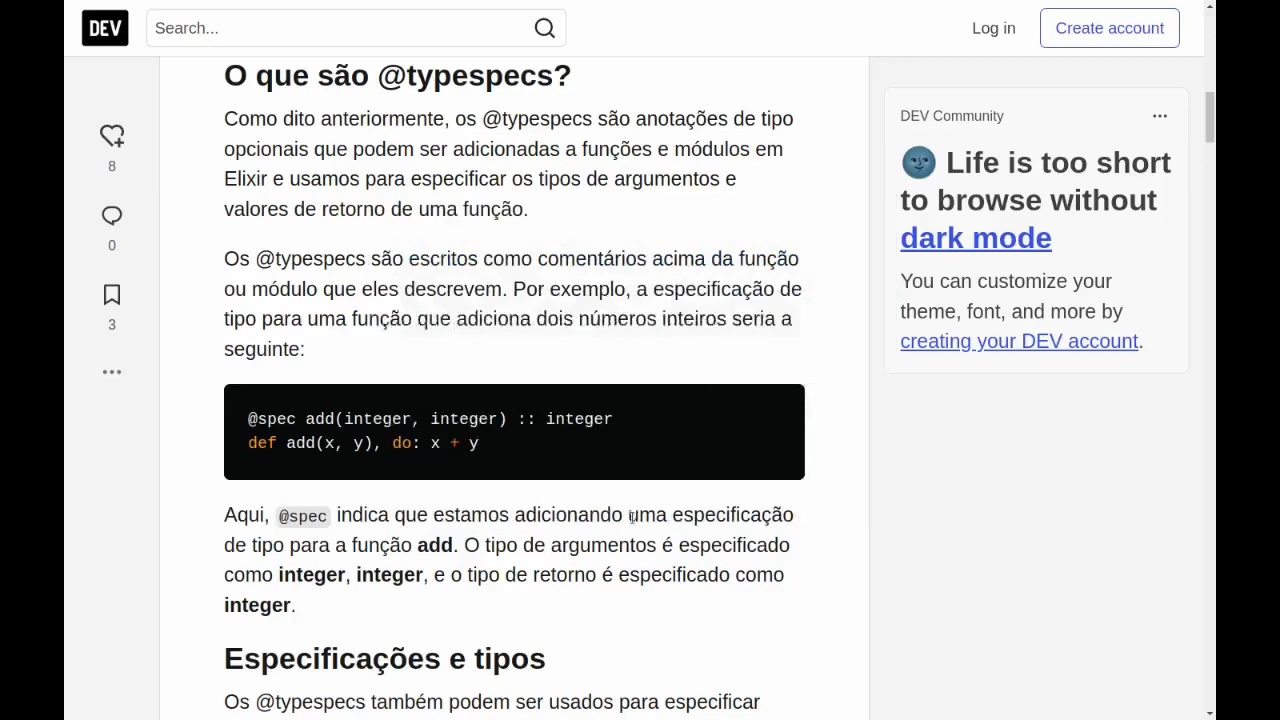 DEV
Search...
Log in
Create account
8
0
3
O que são @typespecs?
Como dito anteriormente, os @typespecs são anotações de tipo
opcionais que podem ser adicionadas a funções e módulos em
Elixir e usamos para especificar os tipos de argumentos e
valores de retorno de uma função.
Os @typespecs são escritos como comentários acima da função
ou módulo que eles descrevem. Por exemplo, a especificação de
tipo para uma função que adiciona dois números inteiros seria a
seguinte:
@spec add(integer, integer) :: integer
def add(x, y), do: x + y
Aqui, @spec indica que estamos adicionando uma especificação
de tipo para a função add. O tipo de argumentos é especificado
como integer, integer, e o tipo de retorno é especificado como
integer.
Especificações e tipos
Os @typespecs também podem ser usados para especificar
DEV Community
Life is too short
to browse without
dark mode
You can customize your
theme, font, and more by
creating your DEV account.